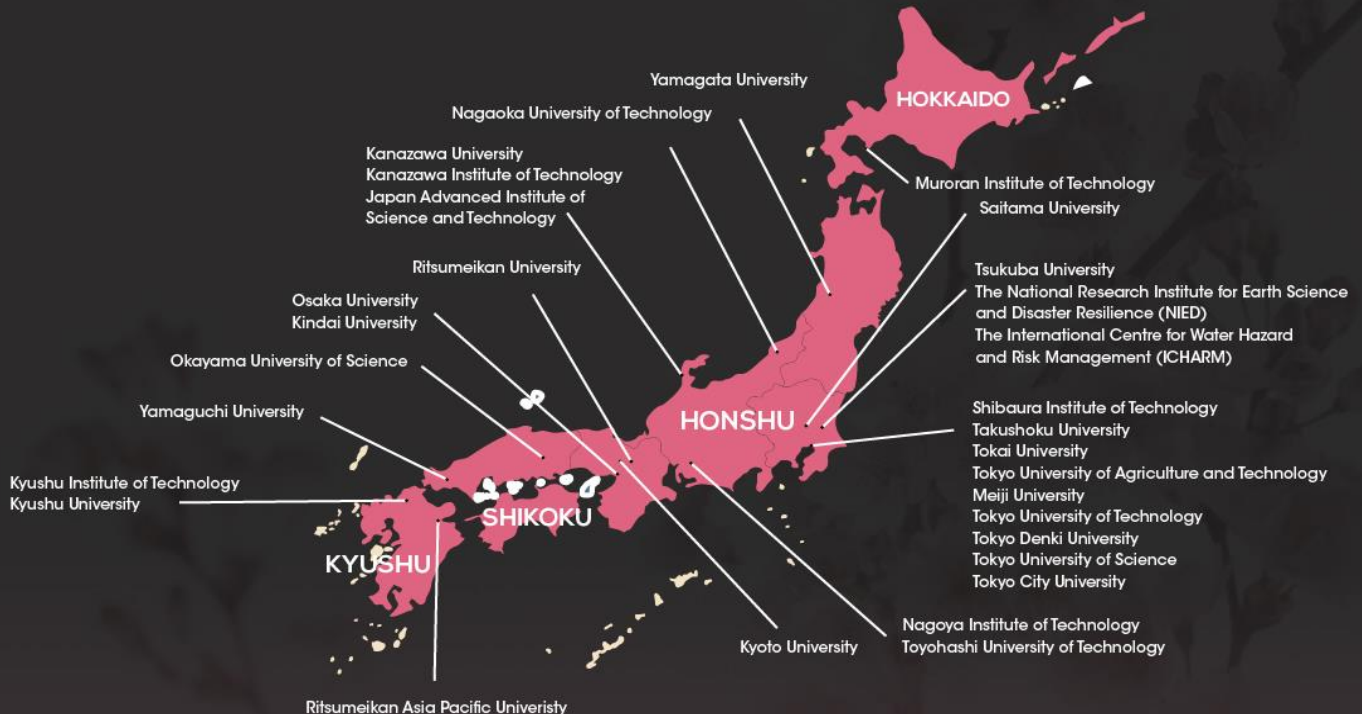 Yamagata University
HOKKAIDO
Nagaoka University of Technology
Kanazawa University
Kanazawa Institute of Technology
Japan Advanced Institute of
Science and Technology
Muroran Institute of Technology
Saitama University
Ritsumeikan University
Tsukuba University
The National Research Institute for Earth Science
and Disaster Resilience (NIED)
The International Centre for Water Hazard
and Risk Management (ICHARM)
Osaka University
Kindai University
Okayama University of Science
Yamaguchi University
HONSHU
Shibaura Institute of Technology
Takushoku University
Tokai University
Tokyo University of Agriculture and Technology
Meiji University
Tokyo University of Technology
Tokyo Denki University
Tokyo University of Science
Tokyo City University
Kyushu Institute of Technology
Kyushu University
SHIKOKU
KYUSHU
Kyoto University
Nagoya Institute of Technology
Toyohashi University of Technology
Ritsumeikan Asia Pacific Univeristy